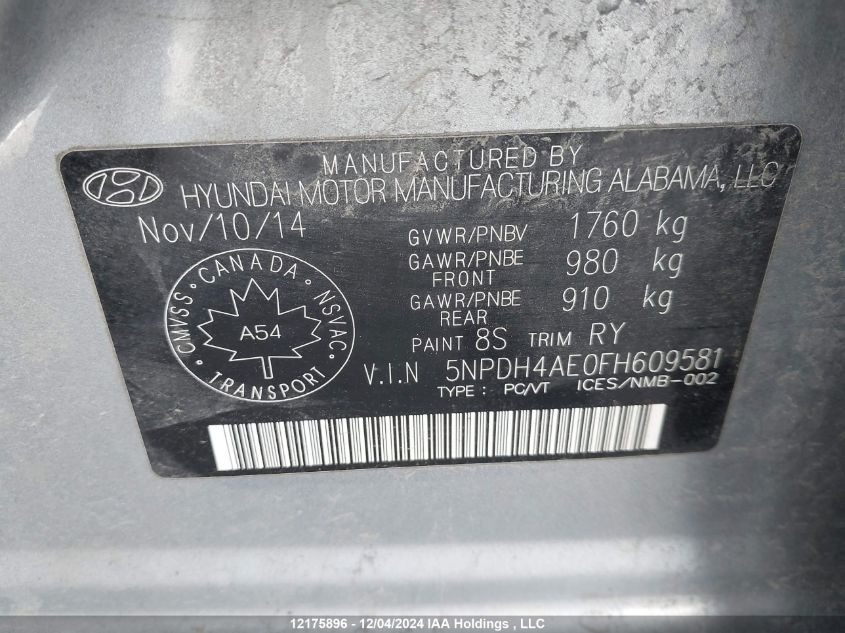 MANUFACTURED BY
HYUNDAI MOTOR MANUFACTURING ALABAMA, LLC
Nov/10/14
GVWR/PNBV 1760 kg
GAWR/PNBE FRONT 980 kg
GAWR/PNBE REAR 910 kg
PAINT 8S TRIM RY
V.I.N 5NPDH4AE0FH609581
TYPE : PC/VT ICES/NMB-002
CANADA
CMVSS NSVAC
A54
TRANSPORT
12175896 - 12/04/2024 IAA Holdings , LLC